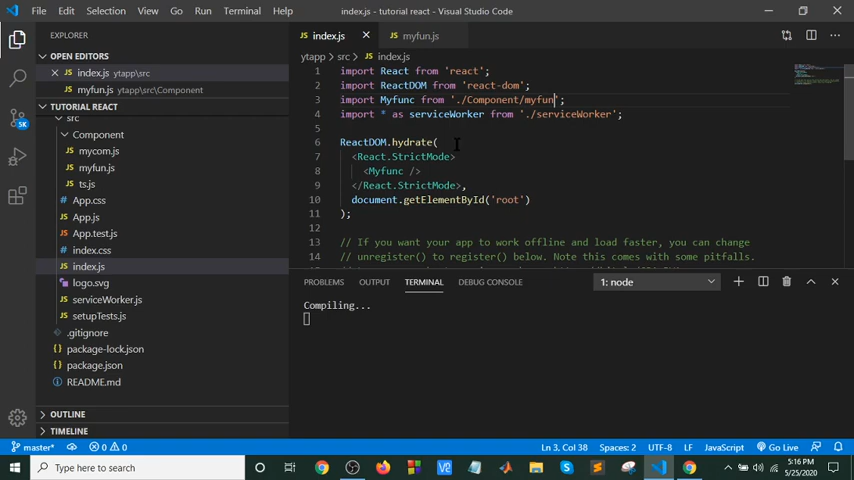 File Edit Selection View Go Run Terminal Help
index.js - tutorial react - Visual Studio Code
EXPLORER
OPEN EDITORS
index.js ytapp\src
myfun.js ytapp\src\Component
TUTORIAL REACT
src
Component
mycom.js
myfun.js
ts.js
App.css
App.js
App.test.js
index.css
index.js
logo.svg
serviceWorker.js
setupTests.js
.gitignore
package-lock.json
package.json
README.md
OUTLINE
TIMELINE
5K
index.js
myfun.js
ytapp > src > index.js
1 import React from 'react';
2 import ReactDOM from 'react-dom';
3 import Myfunc from './Component/myfun';
4 import * as serviceWorker from './serviceWorker';
5
6 ReactDOM.hydrate(
7 <React.StrictMode>
8 <Myfunc />
9 </React.StrictMode>,
10 document.getElementById('root')
11 );
12
13 // If you want your app to work offline and load faster, you can change
14 // unregister() to register() below. Note this comes with some pitfalls.
PROBLEMS OUTPUT TERMINAL DEBUG CONSOLE
1: node
Compiling...
master* 0 0
Ln 3, Col 38 Spaces: 2 UTF-8 LF JavaScript Go Live
Type here to search
5:16 PM
5/25/2020